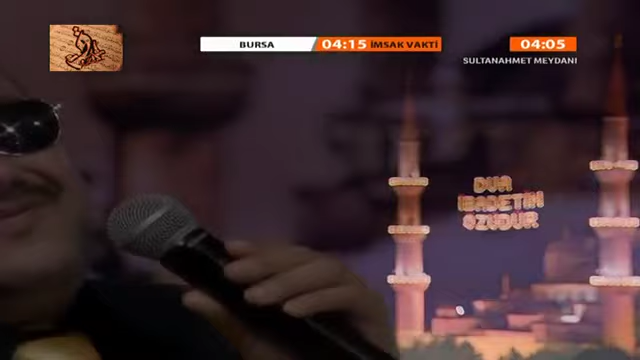 BURSA 04:15 İMSAK VAKTİ 04:05
SULTANAHMET MEYDANI
DUA
İBADETİN
ÖZÜDÜR